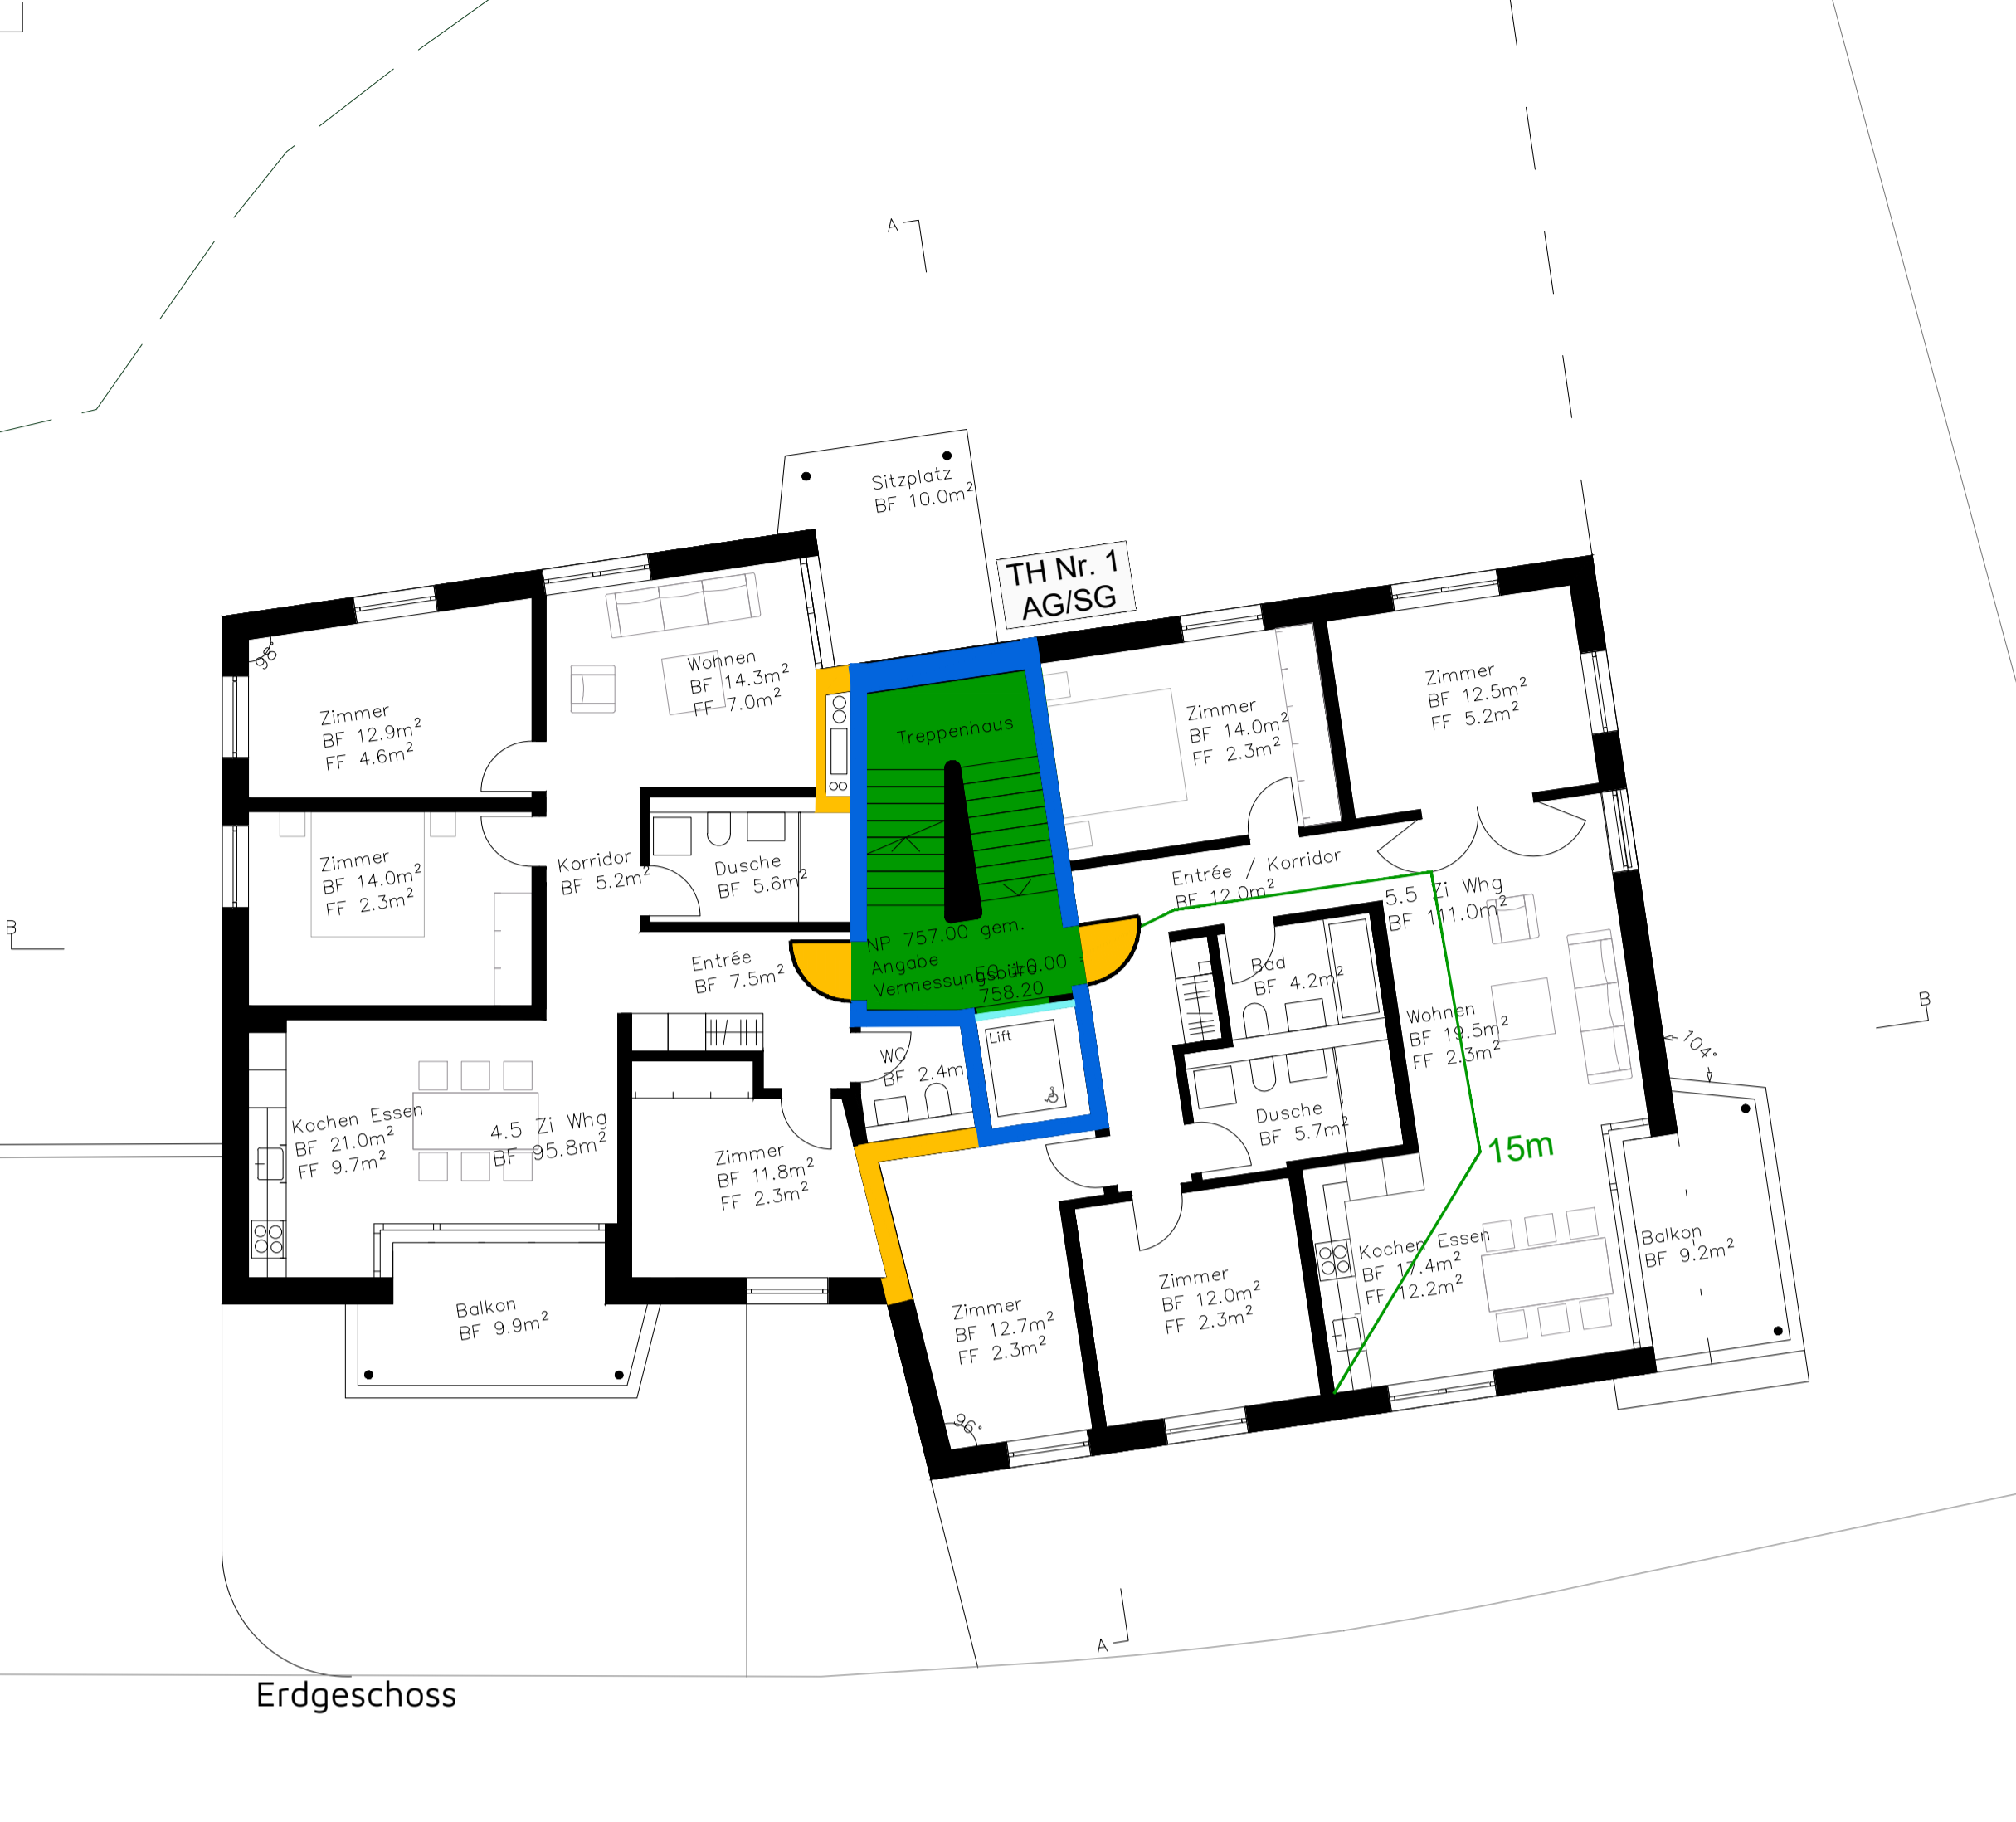 A
Sitzplatz
BF 10.0m²
TH Nr. 1
AG/SG
98°
Zimmer
BF 12.9m²
FF 4.6m²
Wohnen
BF 14.3m²
FF 7.0m²
Treppenhaus
Zimmer
BF 14.0m²
FF 2.3m²
Zimmer
BF 12.5m²
FF 5.2m²
Zimmer
BF 14.0m²
FF 2.3m²
Korridor
BF 5.2m²
Dusche
BF 5.6m²
Entrée / Korridor
BF 12.0m²
5.5 Zi Whg
BF 111.0m²
B
Entrée
BF 7.5m²
NP 757.00 gem.
Angabe
Vermessungsbüro
758.20
Bad
BF 4.2m²
Wohnen
BF 19.5m²
FF 2.3m²
B
104°
Lift
WC
BF 2.4m
Kochen Essen
BF 21.0m²
FF 9.7m²
4.5 Zi Whg
BF 95.8m²
Zimmer
BF 11.8m²
FF 2.3m²
Dusche
BF 5.7m²
15m
Balkon
BF 9.2m²
Kochen Essen
BF 17.4m²
FF 12.2m²
Zimmer
BF 12.0m²
FF 2.3m²
Zimmer
BF 12.7m²
FF 2.3m²
Balkon
BF 9.9m²
96°
A
Erdgeschoss